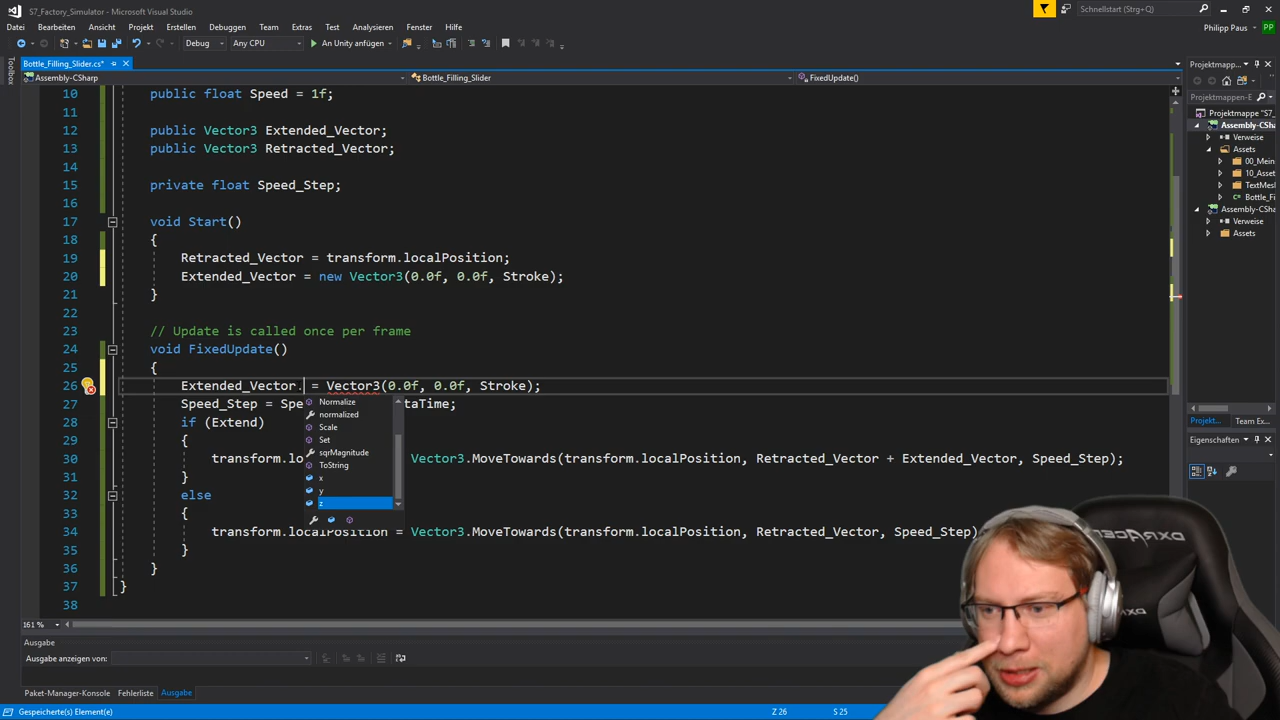 S7_Factory_Simulator - Microsoft Visual Studio
Schnellstart (Strg+Q)
Datei Bearbeiten Ansicht Projekt Erstellen Debuggen Team Extras Test Analysieren Fenster Hilfe
Philipp Paus PP
Debug Any CPU An Unity anfügen
Toolbox
Bottle_Filling_Slider.cs*
Assembly-CSharp Bottle_Filling_Slider FixedUpdate()
10 public float Speed = 1f;
11
12 public Vector3 Extended_Vector;
13 public Vector3 Retracted_Vector;
14
15 private float Speed_Step;
16
17 void Start()
18 {
19 Retracted_Vector = transform.localPosition;
20 Extended_Vector = new Vector3(0.0f, 0.0f, Stroke);
21 }
22
23 // Update is called once per frame
24 void FixedUpdate()
25 {
26 Extended_Vector. = Vector3(0.0f, 0.0f, Stroke);
27 Speed_Step = Spe taTime;
28 if (Extend)
29 {
30 transform.lo Vector3.MoveTowards(transform.localPosition, Retracted_Vector + Extended_Vector, Speed_Step);
31 }
32 else
33 {
34 transform.localPosition = Vector3.MoveTowards(transform.localPosition, Retracted_Vector, Speed_Step)
35 }
36 }
37 }
38
Normalize
normalized
Scale
Set
sqrMagnitude
ToString
x
y
z
161 %
Ausgabe
Ausgabe anzeigen von:
Paket-Manager-Konsole Fehlerliste Ausgabe
Gespeicherte(s) Element(e)
Z 26 S 25
Projektmapp...
Projektmappen-E
Projektmappe "S7_
Assembly-CSha
Verweise
Assets
00_Mein
10_Asset
TextMes
Bottle_Fi
Assembly-CSha
Verweise
Assets
Projekt... Team Ex...
Eigenschaften
DXRACER